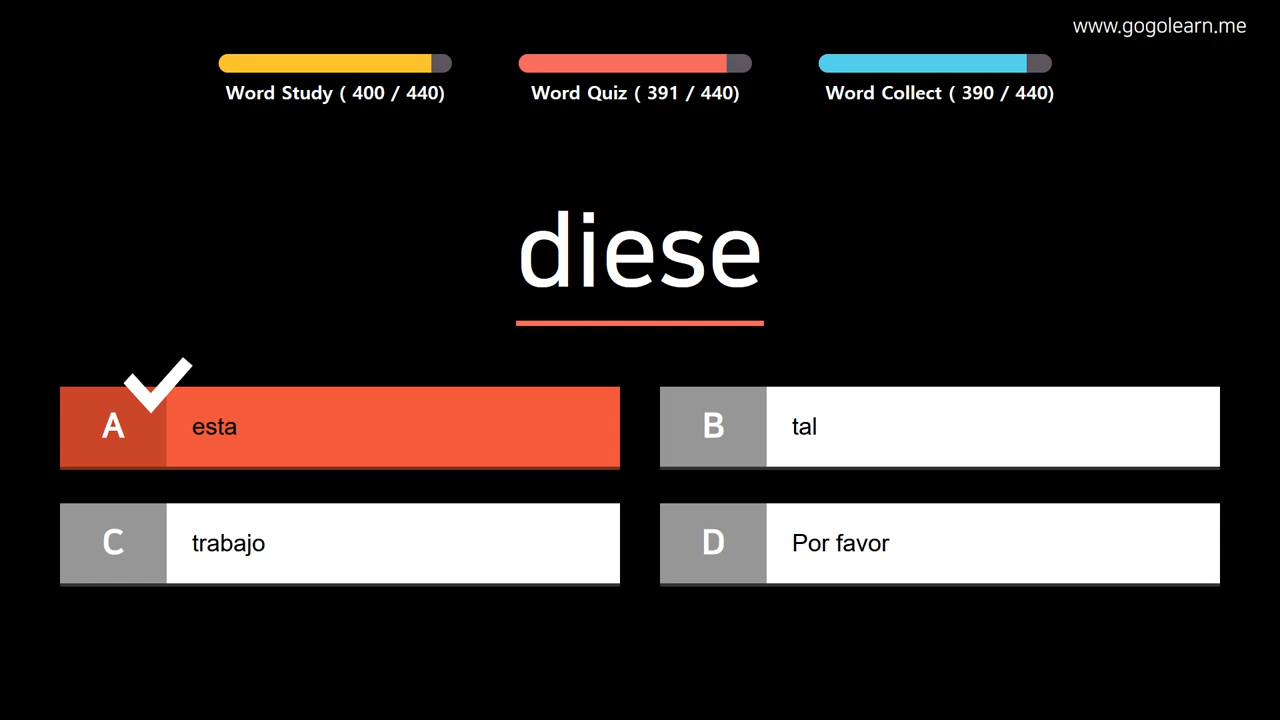 www.gogolearn.me
Word Study ( 400 / 440)
Word Quiz ( 391 / 440)
Word Collect ( 390 / 440)
diese
A esta
B tal
C trabajo
D Por favor